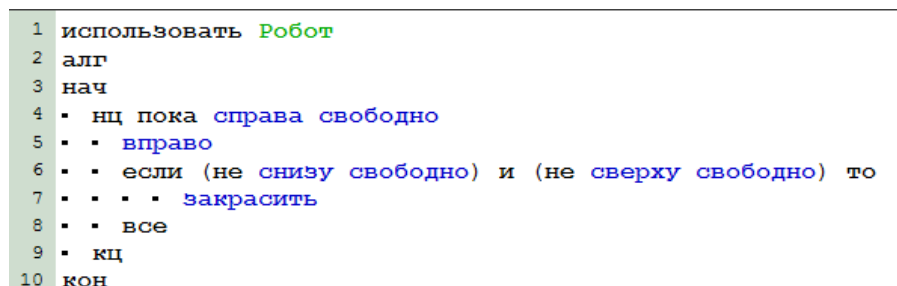 1 использовать Робот
2 алг
3 нач
4 ▪ нц пока справа свободно
5 ▪ ▪ вправо
6 ▪ ▪ если (не снизу свободно) и (не сверху свободно) то
7 ▪ ▪ ▪ ▪ закрасить
8 ▪ ▪ все
9 ▪ кц
10 кон